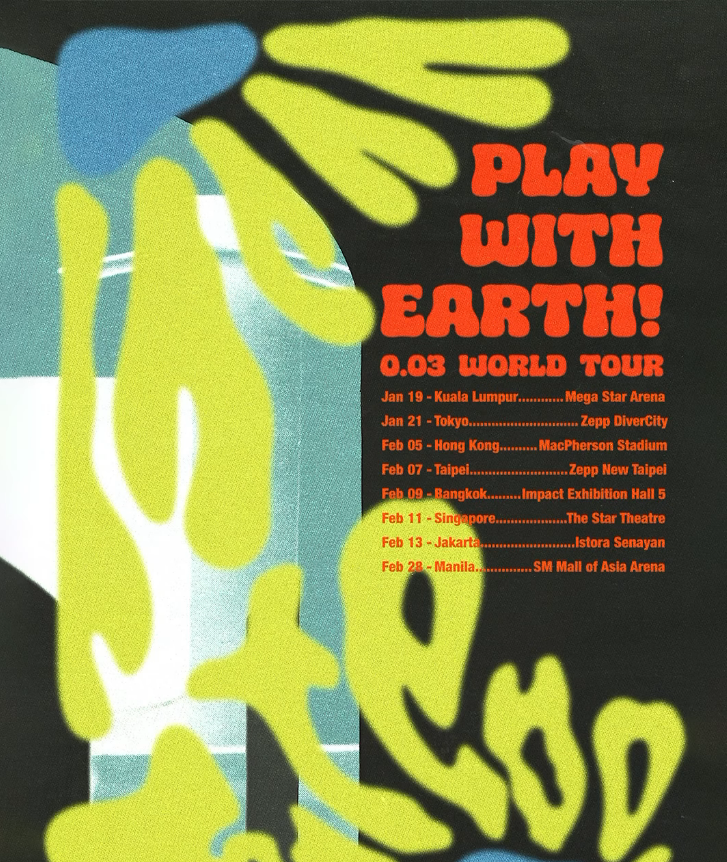 PLAY
WITH
EARTH!
0.03 WORLD TOUR
Jan 19 - Kuala Lumpur............Mega Star Arena
Jan 21 - Tokyo.............................Zepp DiverCity
Feb 05 - Hong Kong..........MacPherson Stadium
Feb 07 - Taipei..........................Zepp New Taipei
Feb 09 - Bangkok.........Impact Exhibition Hall 5
Feb 11 - Singapore...................The Star Theatre
Feb 13 - Jakarta.........................Istora Senayan
Feb 28 - Manila...............SM Mall of Asia Arena